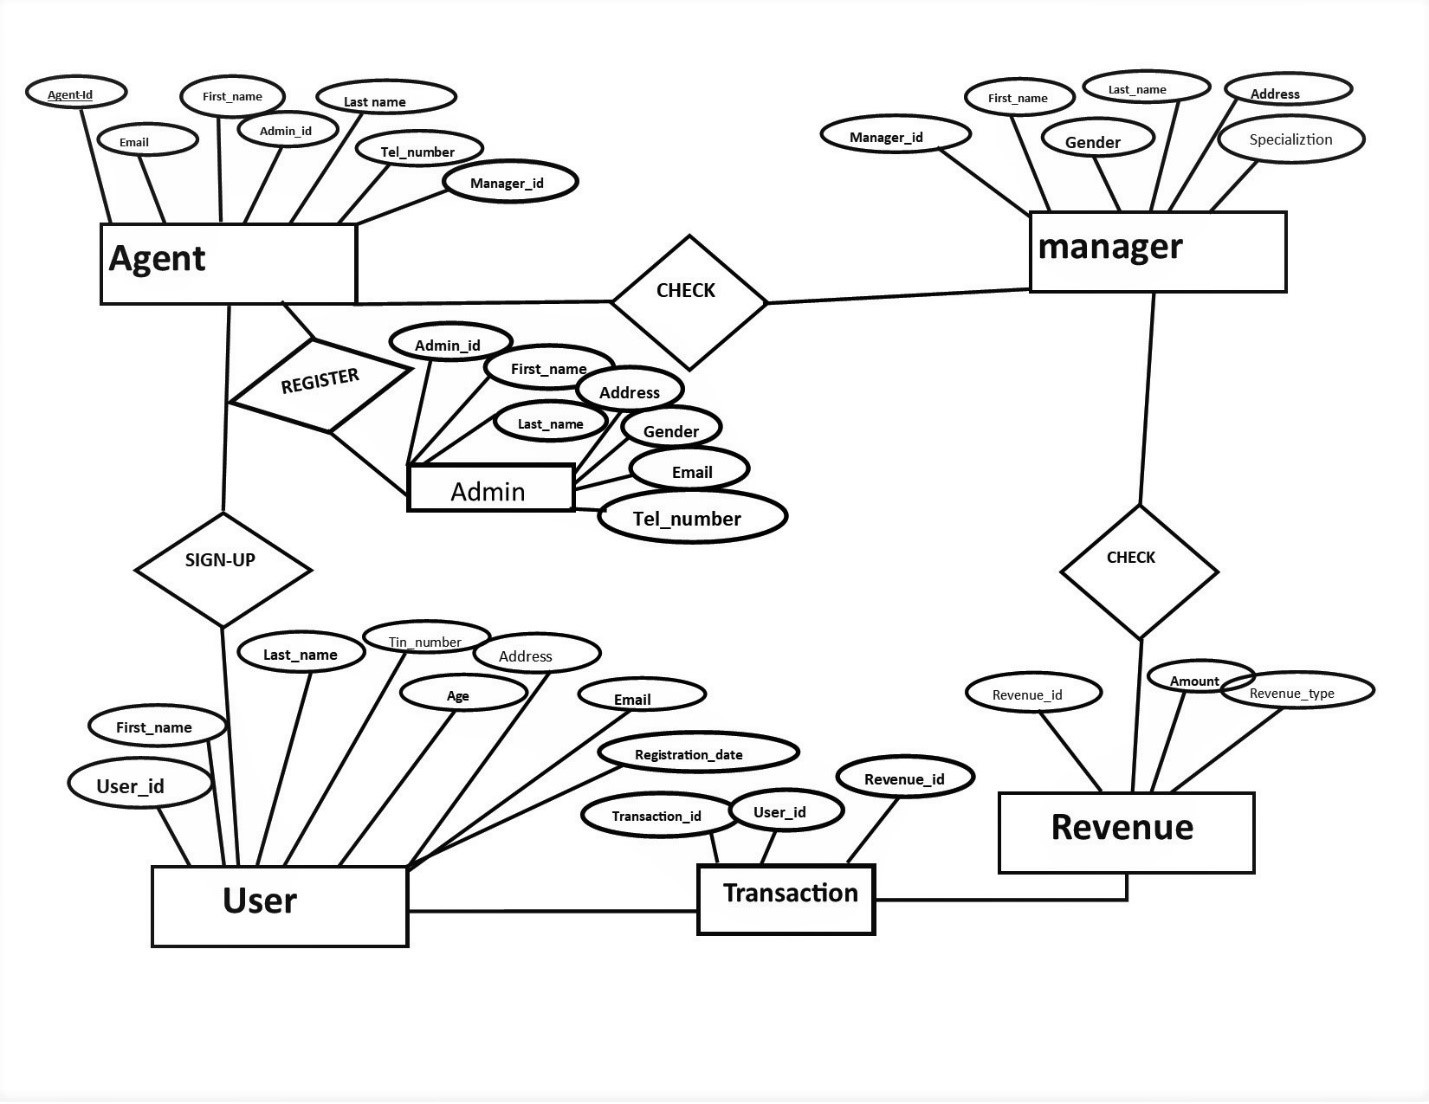 Agent-Id
First_name
Last name
Email
Admin_id
Tel_number
Manager_id
Agent
Manager_id
First_name
Last_name
Address
Gender
Specializtion
manager
CHECK
REGISTER
Admin_id
First_name
Address
Last_name
Gender
Email
Tel_number
Admin
SIGN-UP
CHECK
Last_name
Tin_number
Address
First_name
Age
Email
User_id
Registration_date
User
Transaction_id
User_id
Revenue_id
Transaction
Revenue_id
Amount
Revenue_type
Revenue